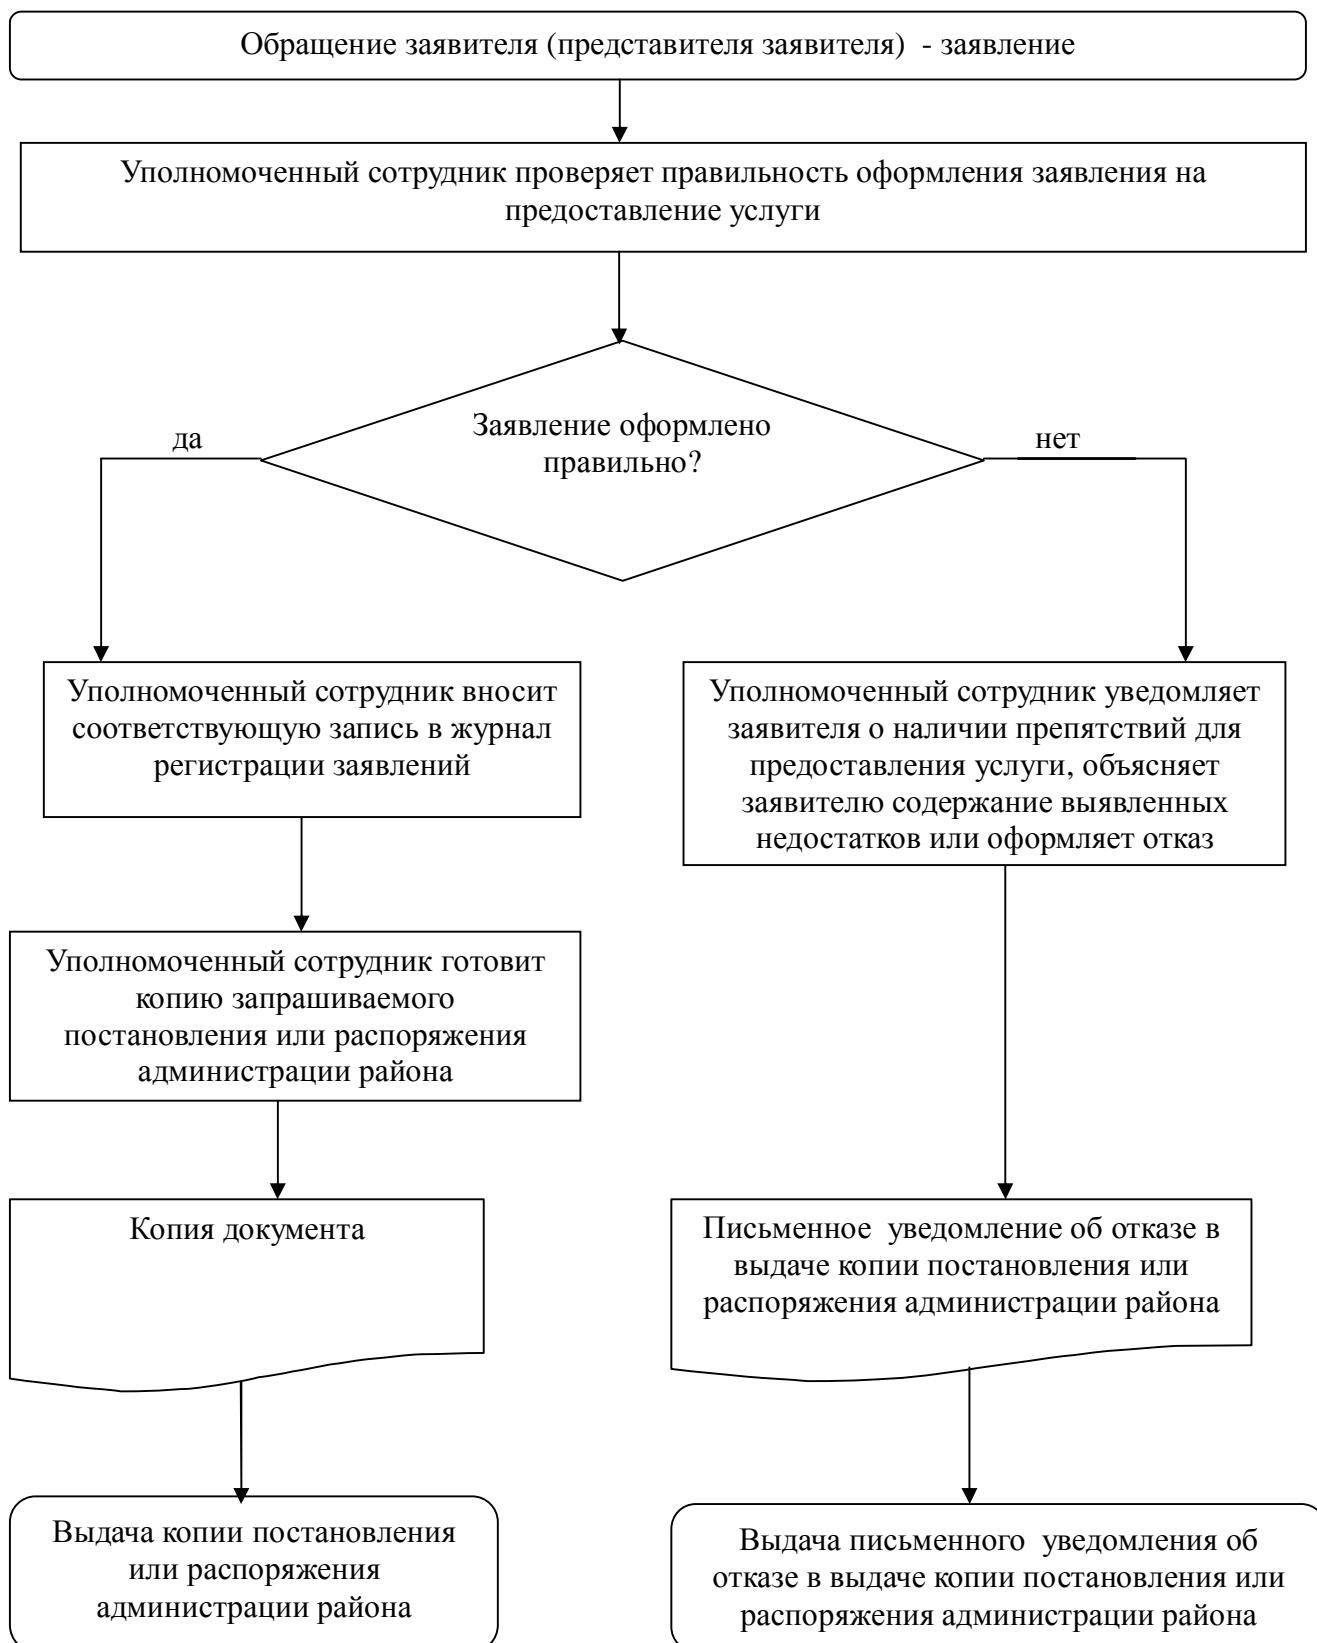 Обращение заявителя (представителя заявителя)  - заявление
Уполномоченный сотрудник проверяет правильность оформления заявления на
предоставление услуги
Заявление оформлено
правильно?
да
нет
Уполномоченный сотрудник вносит
соответствующую запись в журнал
регистрации заявлений
Уполномоченный сотрудник уведомляет
заявителя о наличии препятствий для
предоставления услуги, объясняет
заявителю содержание выявленных
недостатков или оформляет отказ
Уполномоченный сотрудник готовит
копию запрашиваемого
постановления или распоряжения
администрации района
Копия документа
Письменное  уведомление об отказе в
выдаче копии постановления или
распоряжения администрации района
Выдача копии постановления
или распоряжения
администрации района
Выдача письменного  уведомления об
отказе в выдаче копии постановления или
распоряжения администрации района